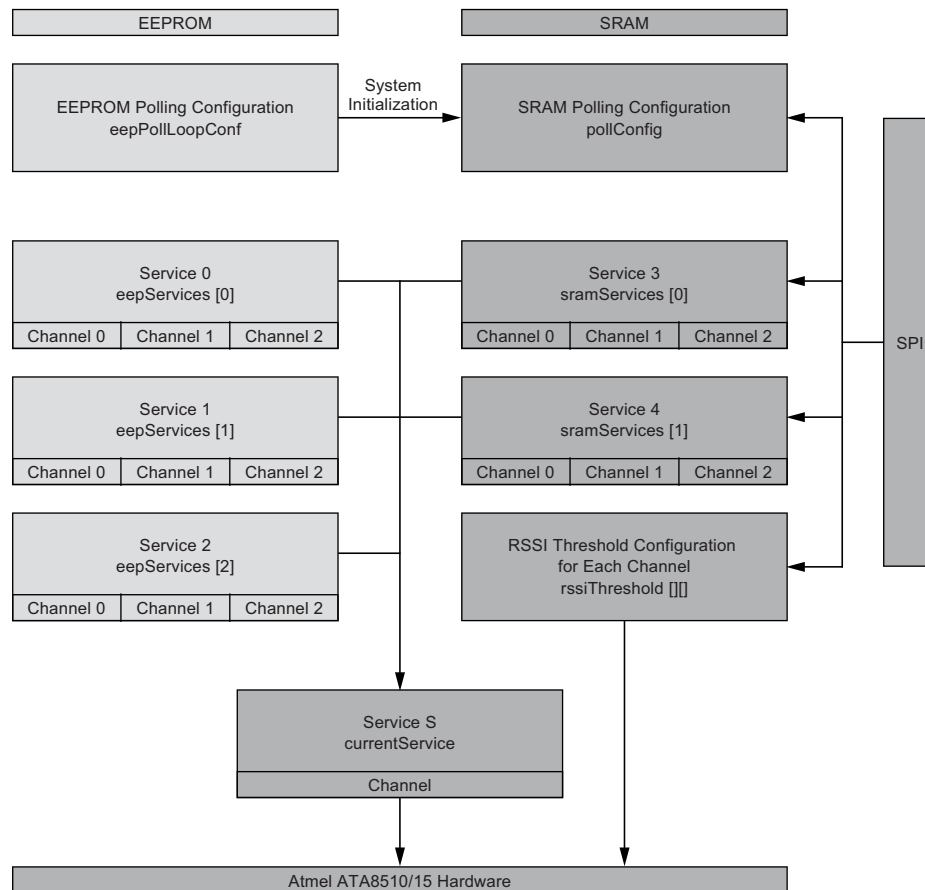 EEPROM
SRAM
EEPROM Polling Configuration
eepPollLoopConf
System
Initialization
SRAM Polling Configuration
pollConfig
Service 0
eepServices [0]
Channel 0
Channel 1
Channel 2
Service 3
sramServices [0]
Channel 0
Channel 1
Channel 2
SPI
Service 1
eepServices [1]
Channel 0
Channel 1
Channel 2
Service 4
sramServices [1]
Channel 0
Channel 1
Channel 2
Service 2
eepServices [2]
Channel 0
Channel 1
Channel 2
RSSI Threshold Configuration
for Each Channel
rssiThreshold [][]
Service S
currentService
Channel
Atmel ATA8510/15 Hardware